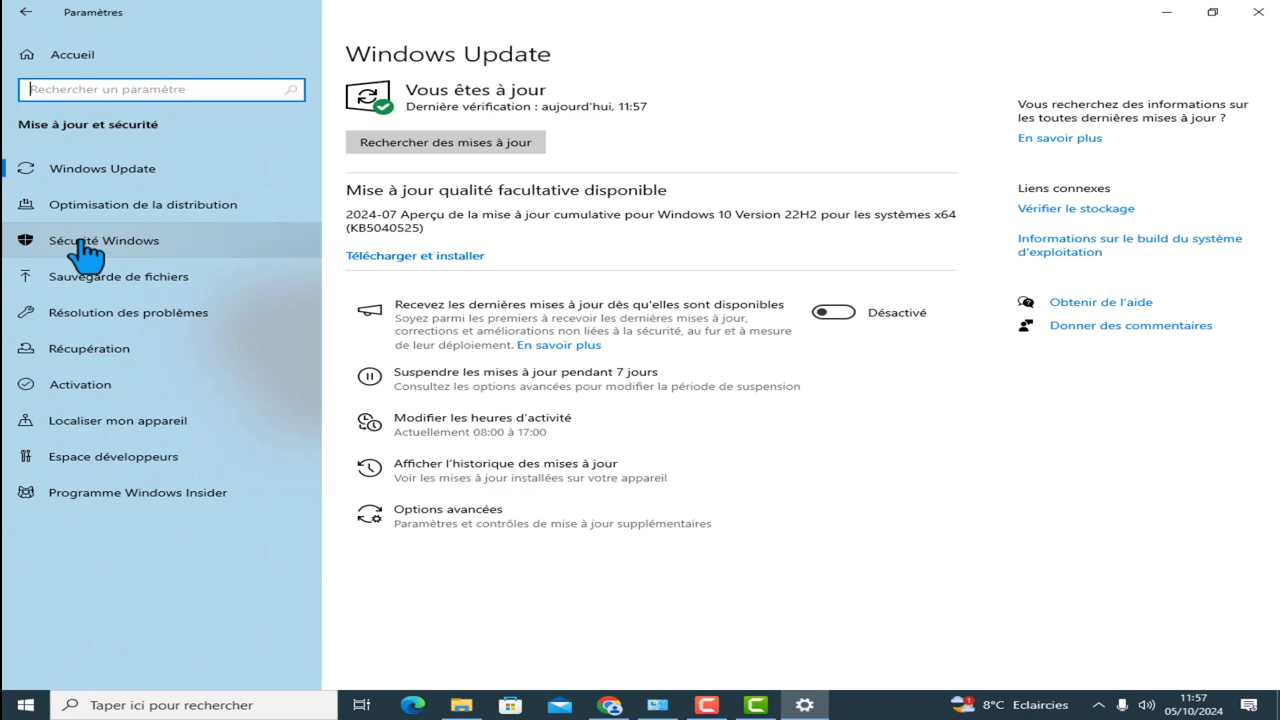 Paramètres
Accueil
Rechercher un paramètre
Mise à jour et sécurité
Windows Update
Optimisation de la distribution
Sécurité Windows
Sauvegarde de fichiers
Résolution des problèmes
Récupération
Activation
Localiser mon appareil
Espace développeurs
Programme Windows Insider
Windows Update
Vous êtes à jour
Dernière vérification : aujourd'hui, 11:57
Rechercher des mises à jour
Mise à jour qualité facultative disponible
2024-07 Aperçu de la mise à jour cumulative pour Windows 10 Version 22H2 pour les systèmes x64
(KB5040525)
Télécharger et installer
Recevez les dernières mises à jour dès qu'elles sont disponibles
Soyez parmi les premiers à recevoir les dernières mises à jour,
corrections et améliorations non liées à la sécurité, au fur et à mesure
de leur déploiement. En savoir plus
Désactivé
Suspendre les mises à jour pendant 7 jours
Consultez les options avancées pour modifier la période de suspension
Modifier les heures d'activité
Actuellement 08:00 à 17:00
Afficher l'historique des mises à jour
Voir les mises à jour installées sur votre appareil
Options avancées
Paramètres et contrôles de mise à jour supplémentaires
Vous recherchez des informations sur
les toutes dernières mises à jour ?
En savoir plus
Liens connexes
Vérifier le stockage
Informations sur le build du système
d'exploitation
Obtenir de l'aide
Donner des commentaires
Taper ici pour rechercher
8°C Eclaircies
11:57
05/10/2024